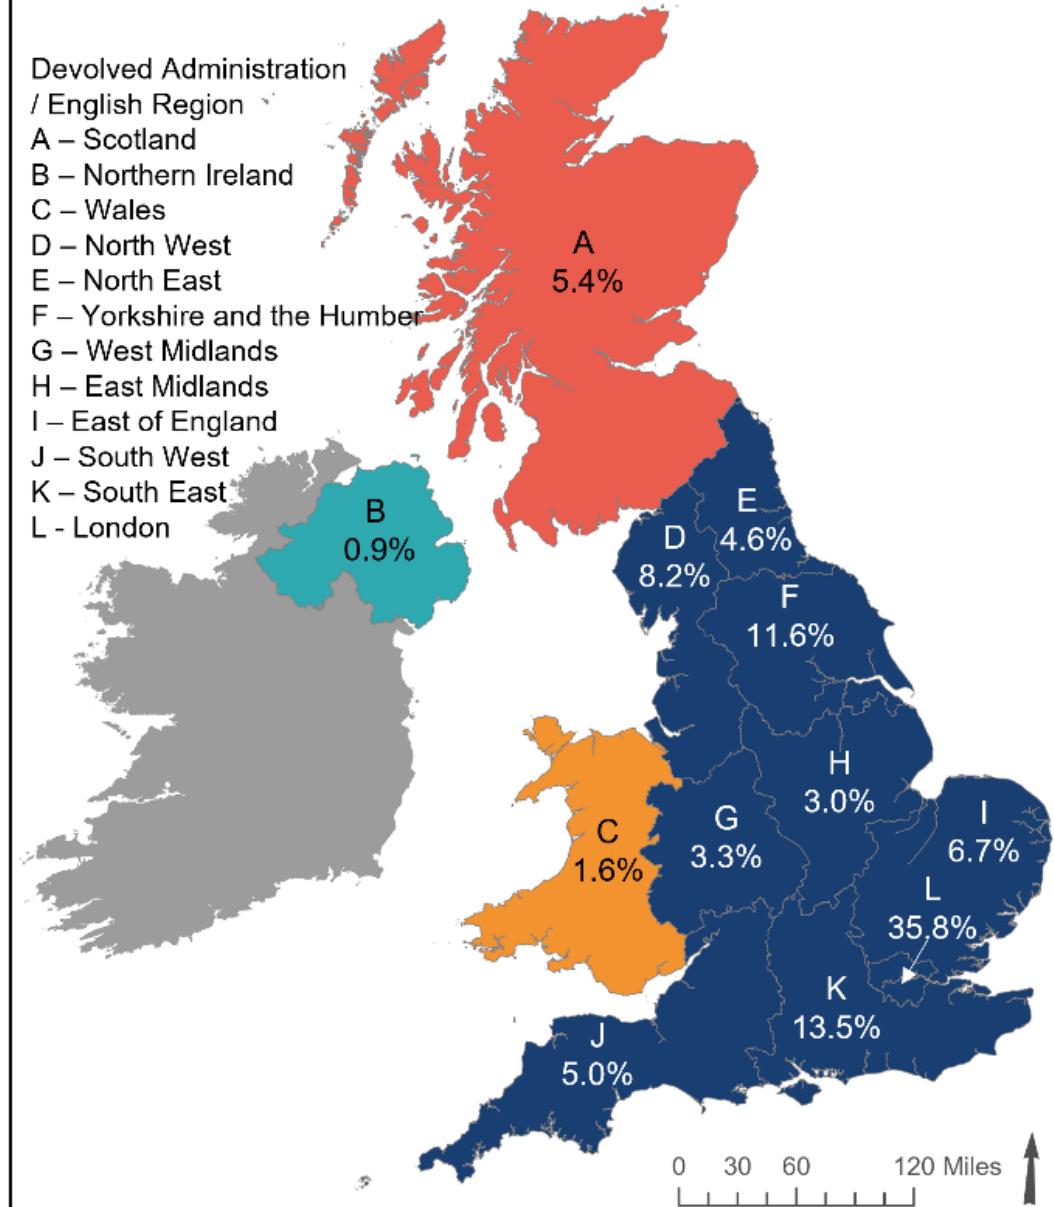 Devolved Administration
/ English Region
A – Scotland
B – Northern Ireland
C – Wales
D – North West
E – North East
F – Yorkshire and the Humber
G – West Midlands
H – East Midlands
I – East of England
J – South West
K – South East
L - London
A
5.4%
B
0.9%
E
4.6%
D
8.2%
F
11.6%
H
3.0%
I
6.7%
G
3.3%
C
1.6%
L
35.8%
K
13.5%
J
5.0%
0 30 60 120 Miles